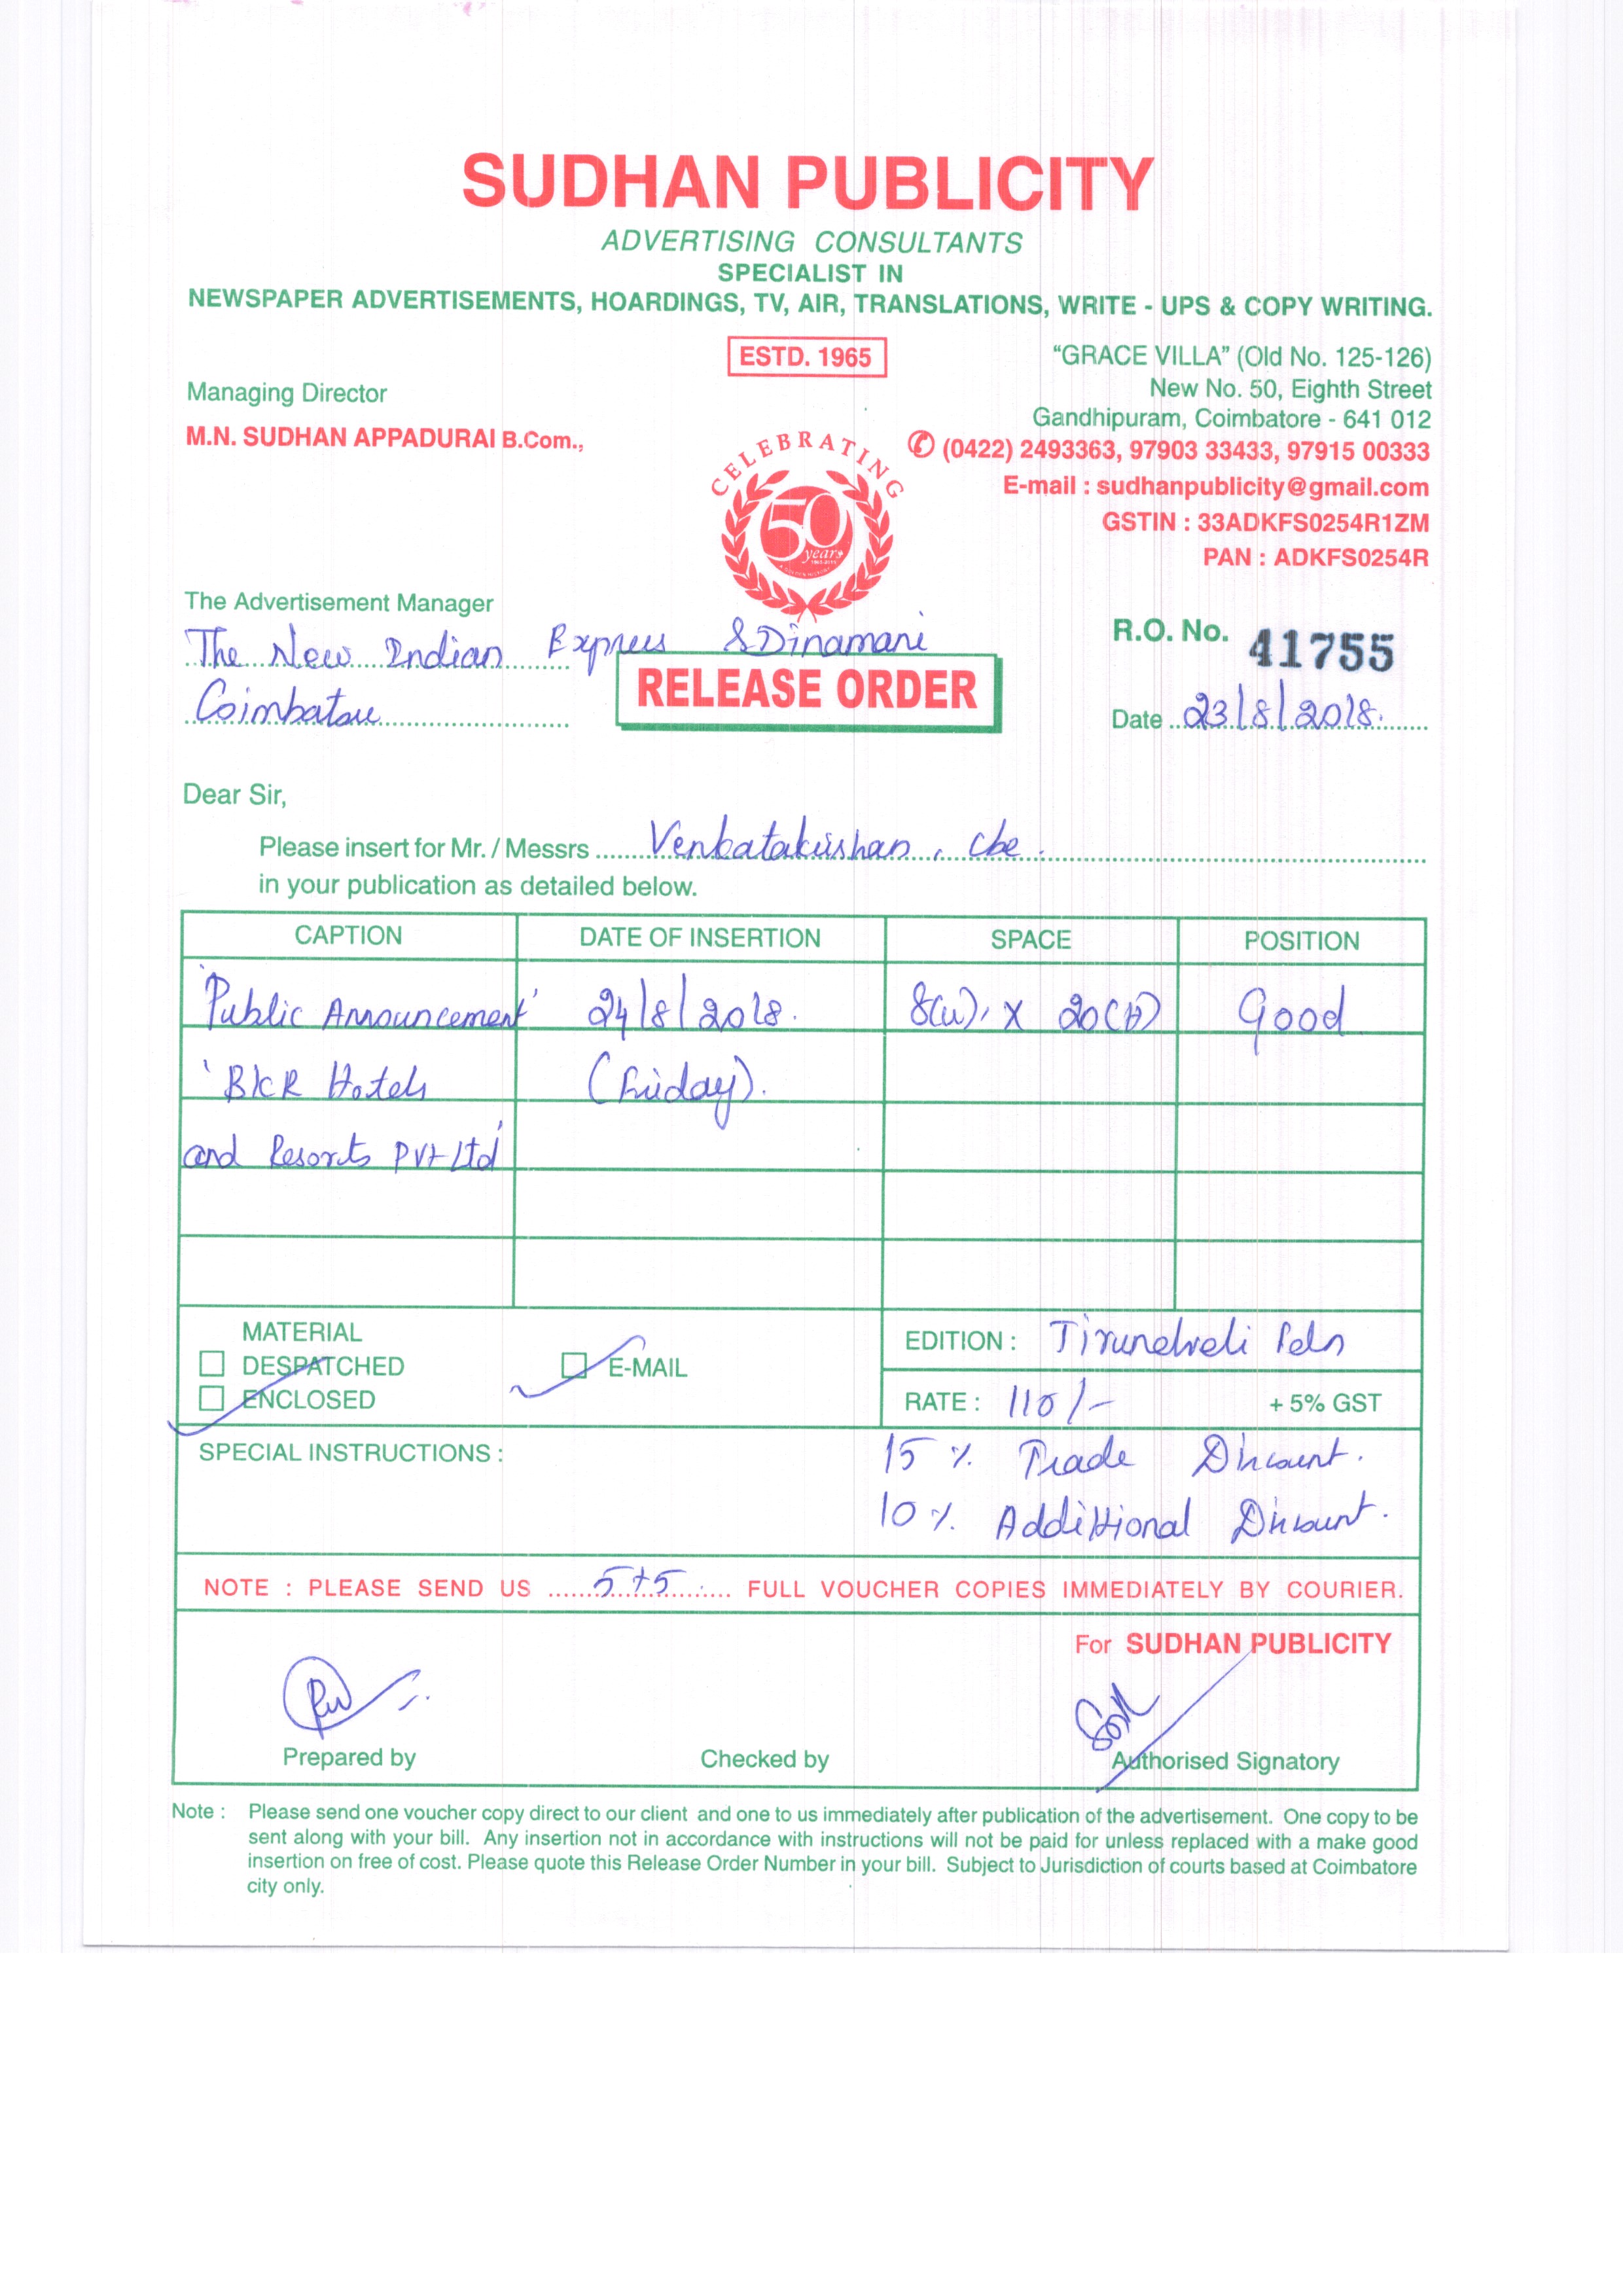 SUDHAN PUBLICITY
ADVERTISING CONSULTANTS
SPECIALIST IN
NEWSPAPER ADVERTISEMENTS, HOARDINGS, TV, AIR, TRANSLATIONS, WRITE - UPS & COPY WRITING.
ESTD. 1965
"GRACE VILLA" (Old No. 125-126)
New No. 50, Eighth Street
Gandhipuram, Coimbatore - 641 012
Managing Director
M.N. SUDHAN APPADURAI B.Com.,
✆ (0422) 2493363, 97903 33433, 97915 00333
E-mail : sudhanpublicity@gmail.com
GSTIN : 33ADKFS0254R1ZM
PAN : ADKFS0254R
CELEBRATING
50
years
The Advertisement Manager
The New Indian Express & Dinamani
Coimbatore
RELEASE ORDER
R.O. No. 41755
Date 23/8/2018.
Dear Sir,
Please insert for Mr. / Messrs Venkatakrishan, cbe.
in your publication as detailed below.
CAPTION DATE OF INSERTION SPACE POSITION
'Public Announcement' 24/8/2018. 8(w) x 20(H) Good
'BKR Hotels (Friday).
and Resorts Pvt Ltd'
MATERIAL
DESPATCHED
E-MAIL
ENCLOSED
EDITION : Tirunelveli Edn
RATE : 110/- + 5% GST
SPECIAL INSTRUCTIONS :
15 % Trade Discount.
10 % Additional Discount.
NOTE : PLEASE SEND US 5+5 FULL VOUCHER COPIES IMMEDIATELY BY COURIER.
For SUDHAN PUBLICITY
Prepared by Checked by Authorised Signatory
Note : Please send one voucher copy direct to our client and one to us immediately after publication of the advertisement. One copy to be
sent along with your bill. Any insertion not in accordance with instructions will not be paid for unless replaced with a make good
insertion on free of cost. Please quote this Release Order Number in your bill. Subject to Jurisdiction of courts based at Coimbatore
city only.